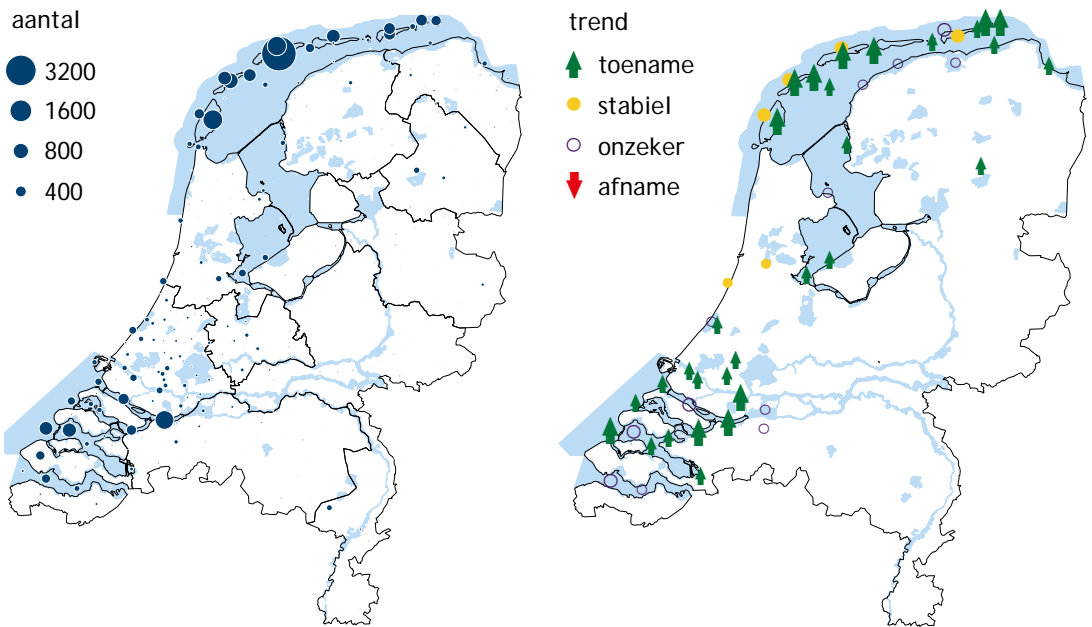 aantal
3200
1600
800
400
trend
toename
stabiel
onzeker
afname